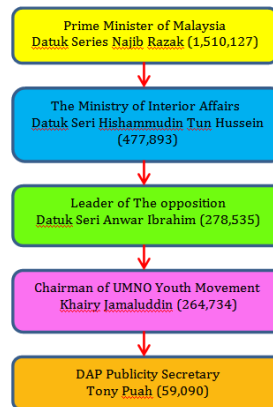 Prime Minister of Malaysia
Datuk Series Najib Razak (1,510,127)
The Ministry of Interior Affairs
Datuk Seri Hishammudin Tun Hussein
(477,893)
Leader of The opposition
Datuk Seri Anwar Ibrahim (278,535)
Chairman of UMNO Youth Movement
Khairy Jamaluddin (264,734)
DAP Publicity Secretary
Tony Puah (59,090)